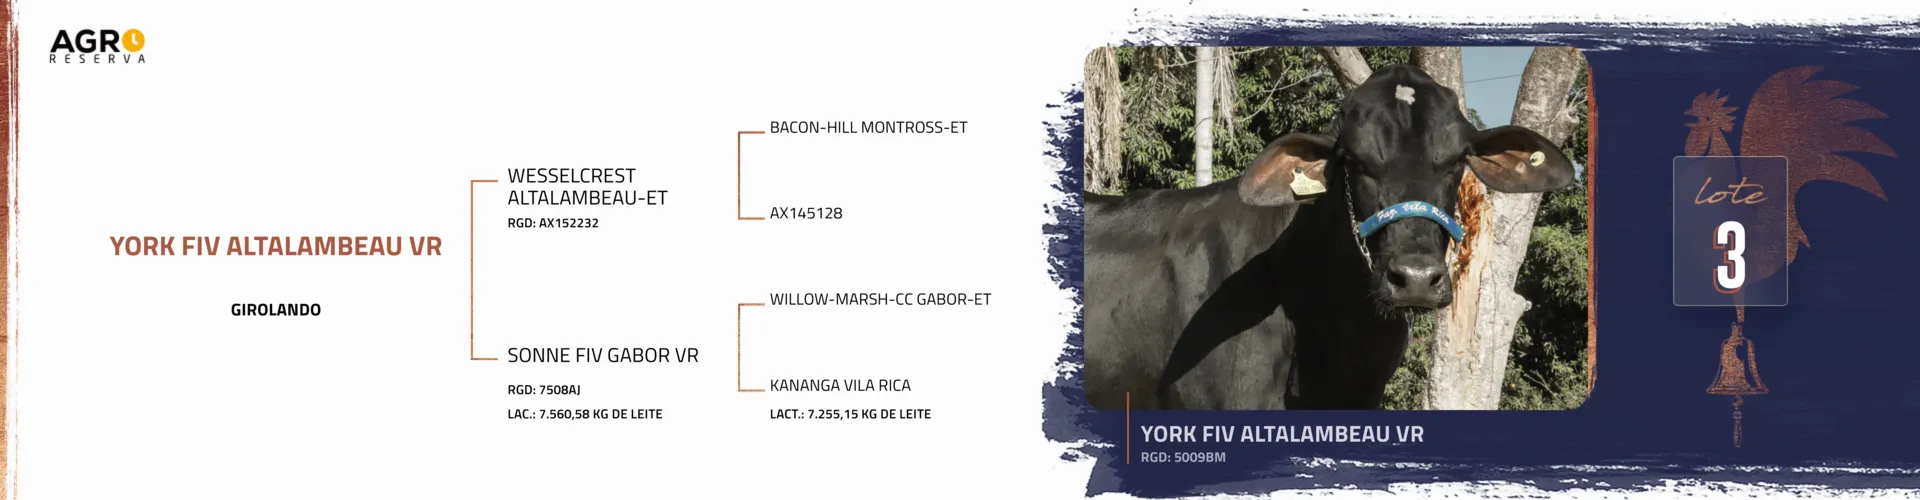 AGRO
RESERVA
YORK FIV ALTALAMBEAU VR
GIROLANDO
WESSELCREST
ALTALAMBEAU-ET
RGD: AX152232
SONNE FIV GABOR VR
RGD: 7508AJ
LAC.: 7.560,58 KG DE LEITE
BACON-HILL MONTROSS-ET
AX145128
WILLOW-MARSH-CC GABOR-ET
KANANGA VILA RICA
LACT.: 7.255,15 KG DE LEITE
Faz. Vila Rica
YORK FIV ALTALAMBEAU VR
RGD: 5009BM
lote
3